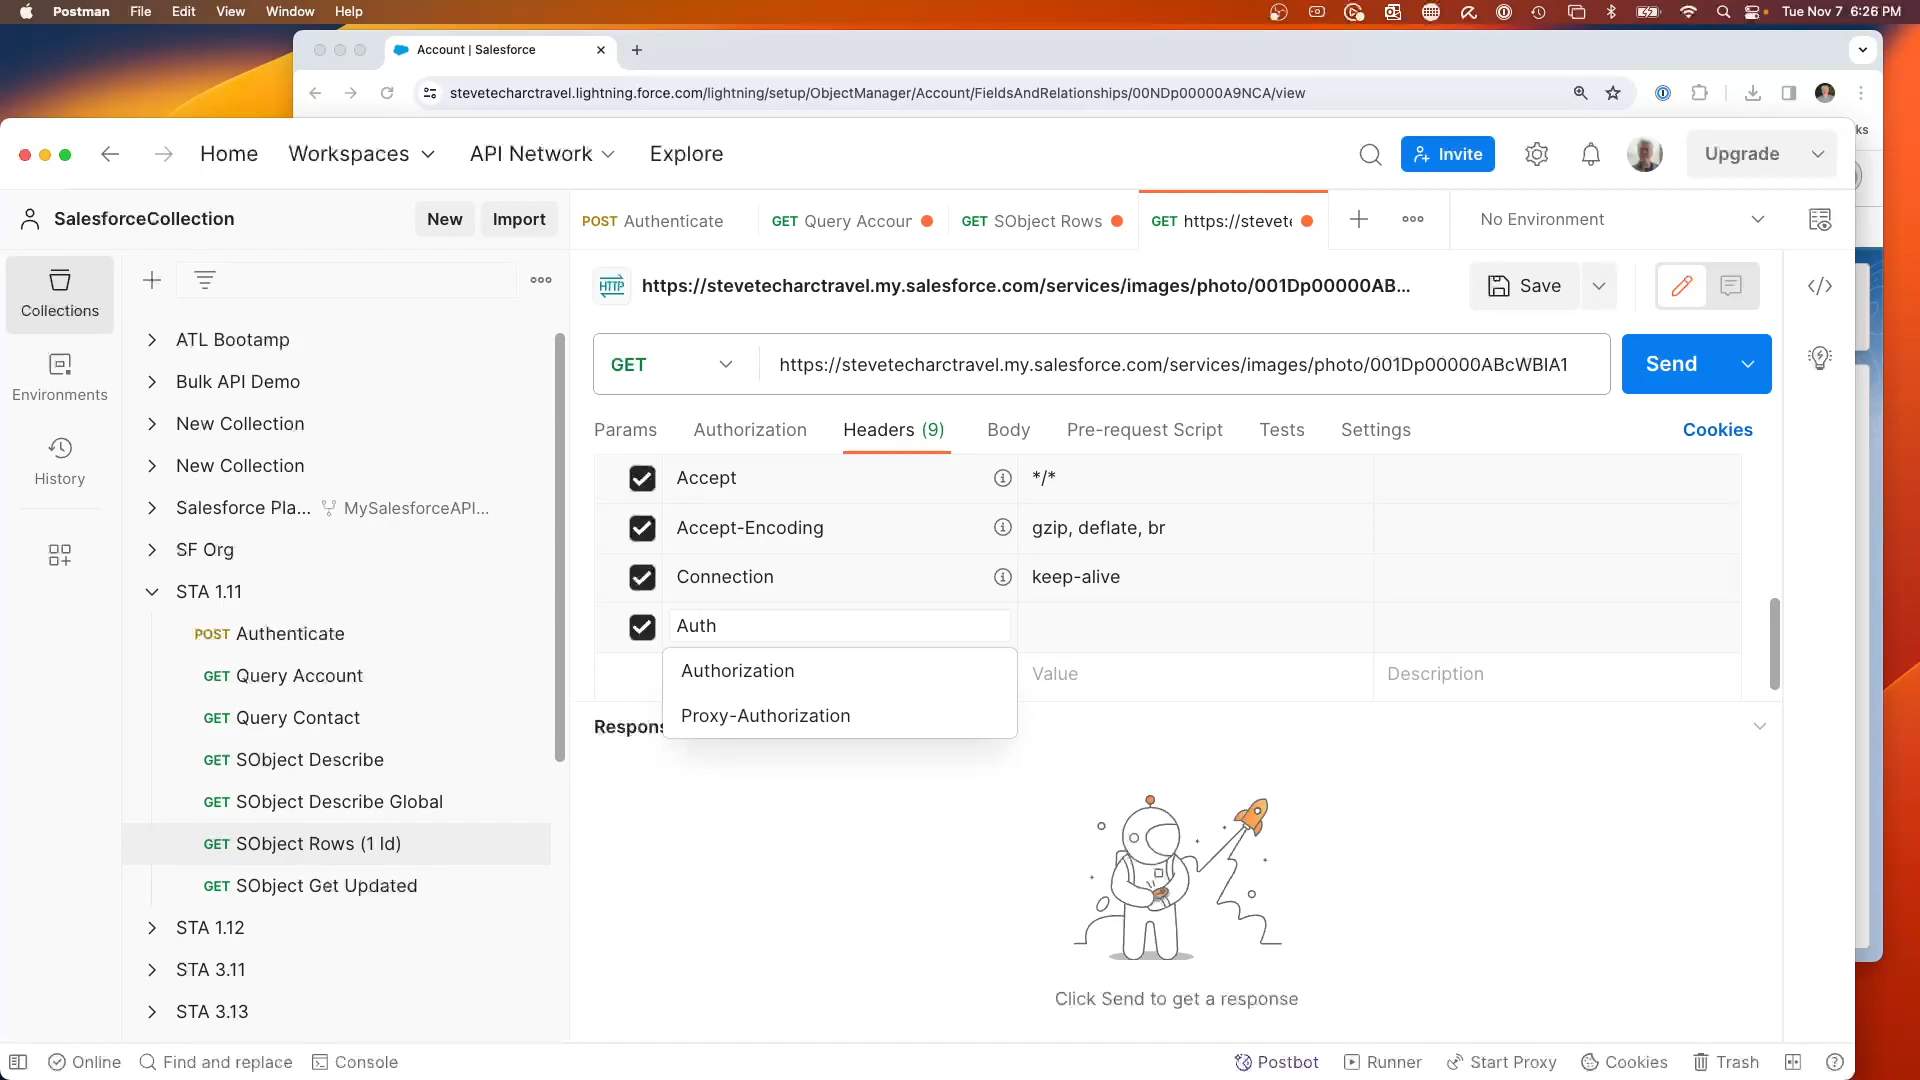 Postman File Edit View Window Help
Tue Nov 7 6:26 PM
Account | Salesforce
stevetecharctravel.lightning.force.com/lightning/setup/ObjectManager/Account/FieldsAndRelationships/00NDp00000A9NCA/view
ks
Home Workspaces API Network Explore
Invite
Upgrade
SalesforceCollection
New
Import
POST Authenticate
GET Query Accour
GET SObject Rows
GET https://stevete
No Environment
Collections
Environments
History
ATL Bootamp
Bulk API Demo
New Collection
New Collection
Salesforce Pla... MySalesforceAPI...
SF Org
STA 1.11
POST Authenticate
GET Query Account
GET Query Contact
GET SObject Describe
GET SObject Describe Global
GET SObject Rows (1 Id)
GET SObject Get Updated
STA 1.12
STA 3.11
STA 3.13
HTTP
https://stevetecharctravel.my.salesforce.com/services/images/photo/001Dp00000AB...
Save
GET
https://stevetecharctravel.my.salesforce.com/services/images/photo/001Dp00000ABcWBIA1
Send
Params Authorization Headers (9) Body Pre-request Script Tests Settings
Cookies
Accept */*
Accept-Encoding gzip, deflate, br
Connection keep-alive
Auth
Authorization
Proxy-Authorization
Value Description
Respons
Click Send to get a response
Online Find and replace Console
Postbot Runner Start Proxy Cookies Trash